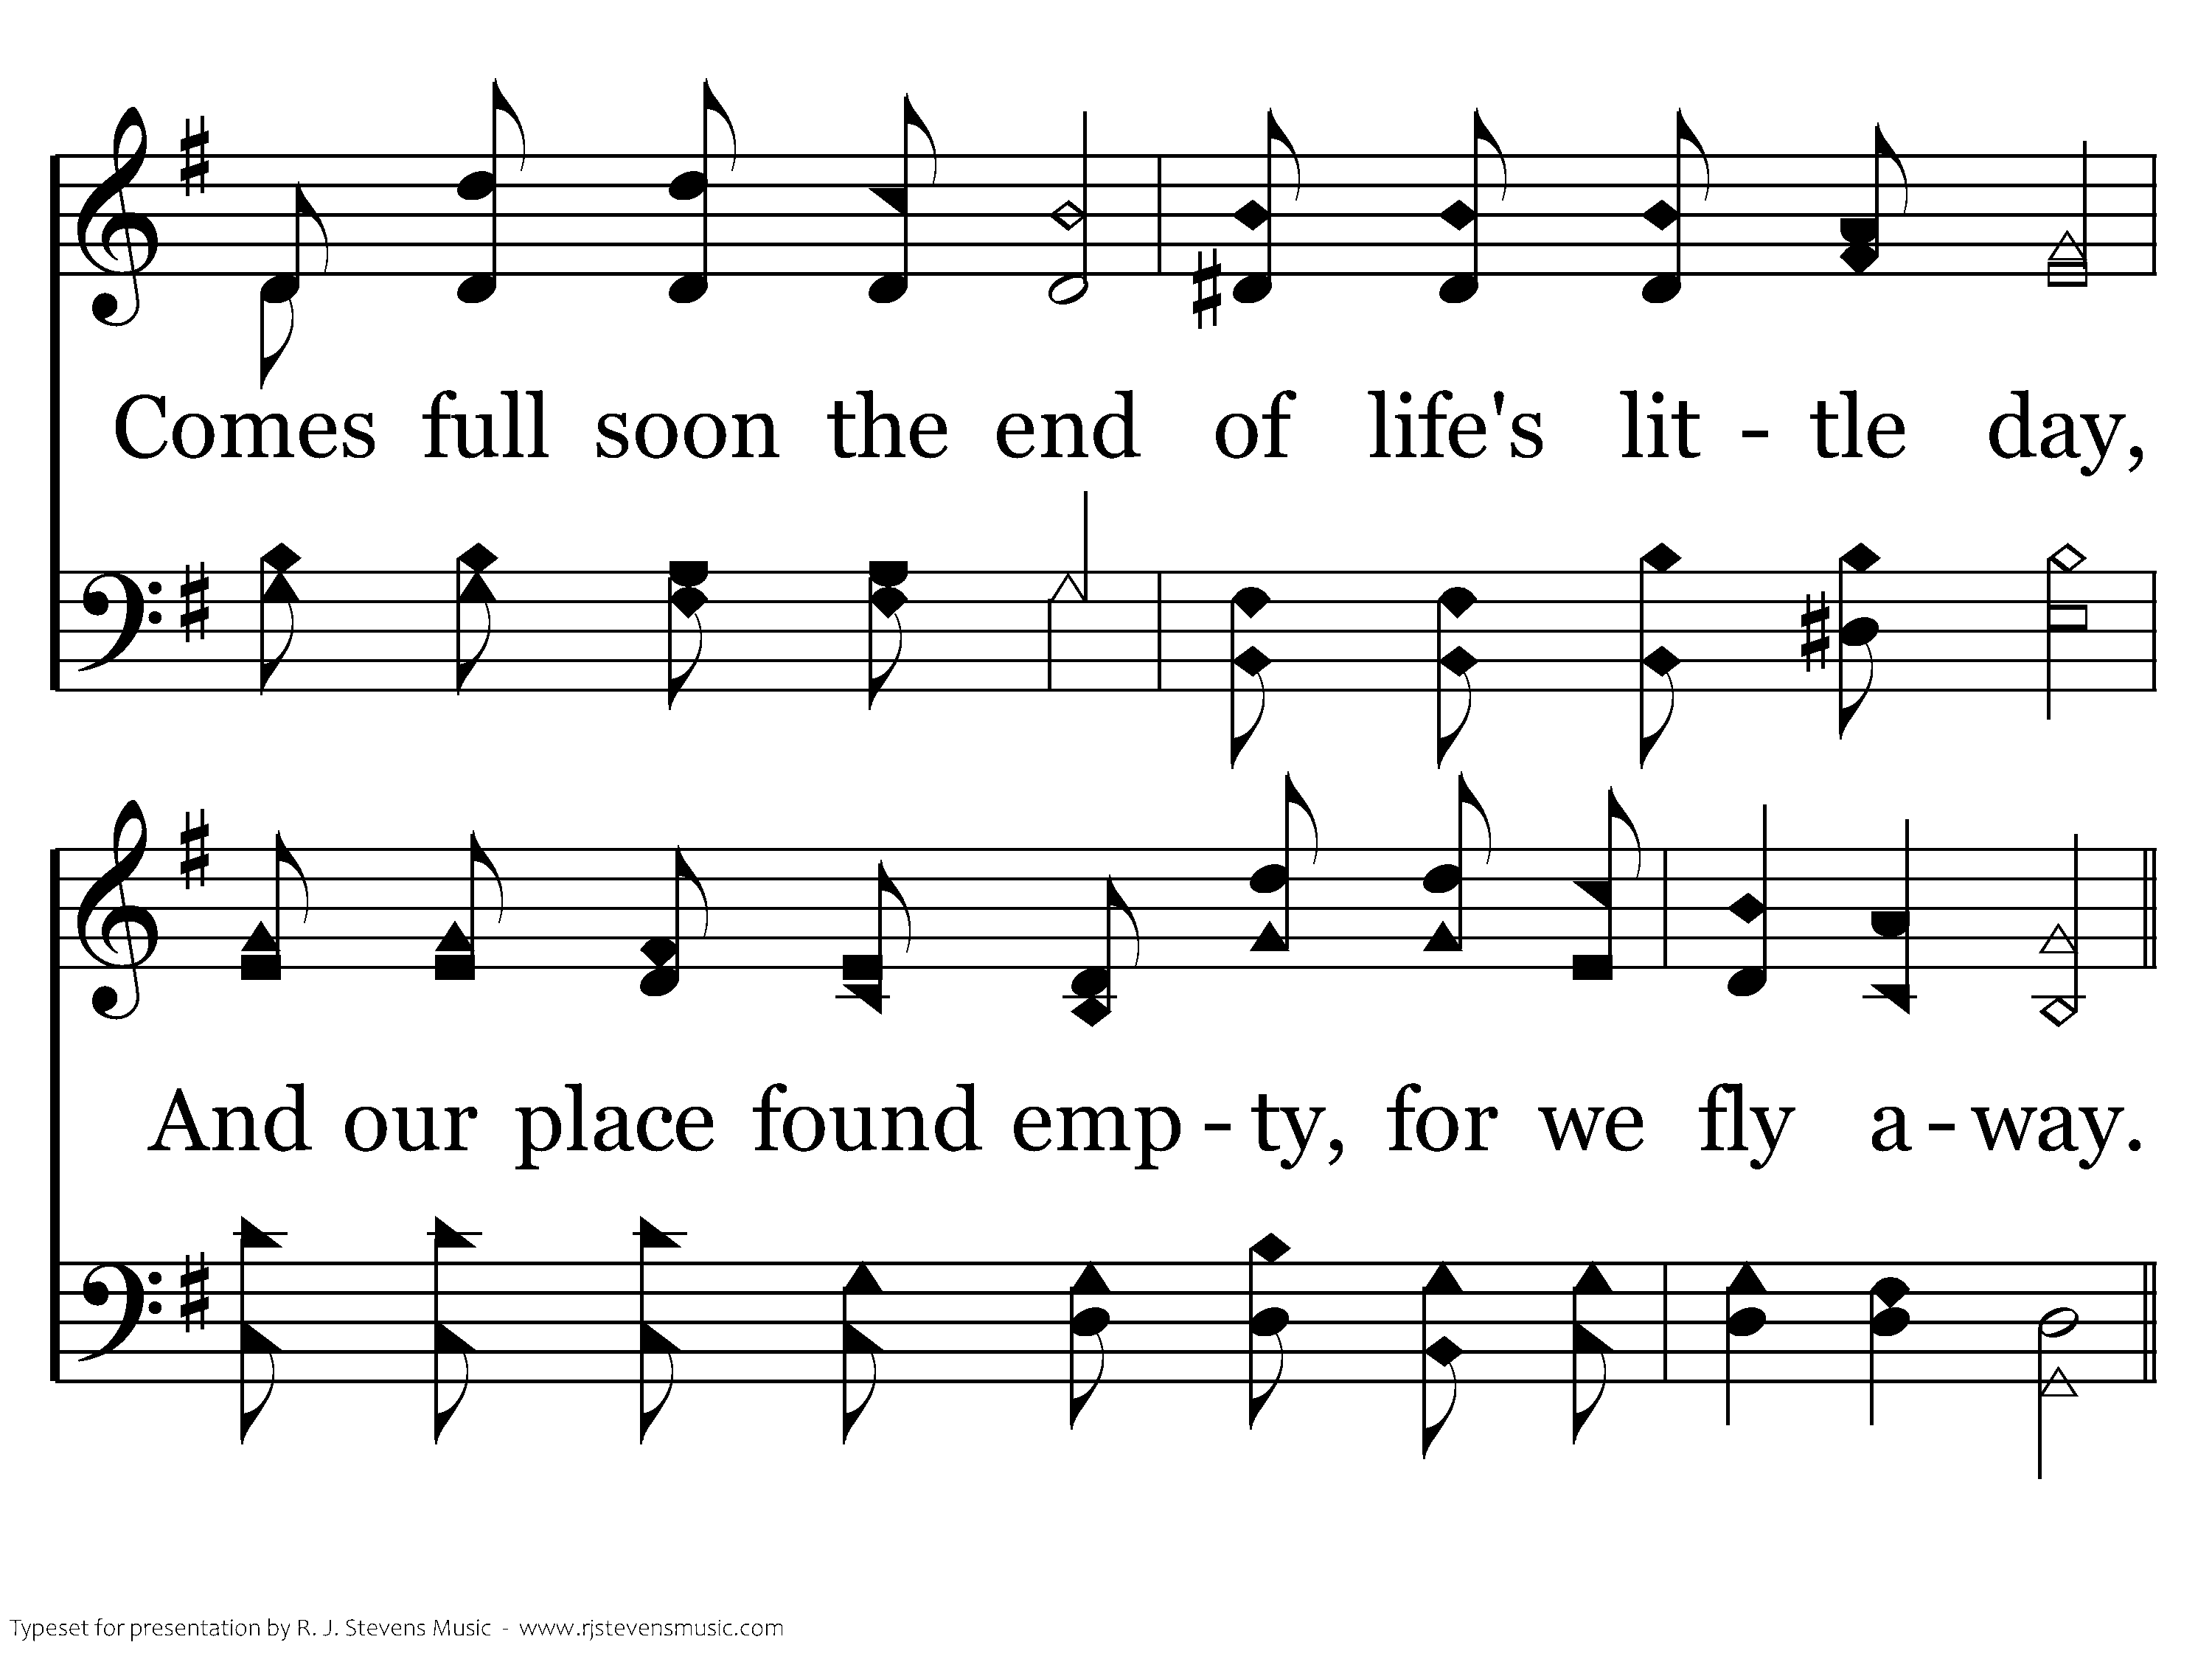 Comes full soon the end of life's lit - tle day,
And our place found emp - ty, for we fly a - way.
Typeset for presentation by R. J. Stevens Music - www.rjstevensmusic.com